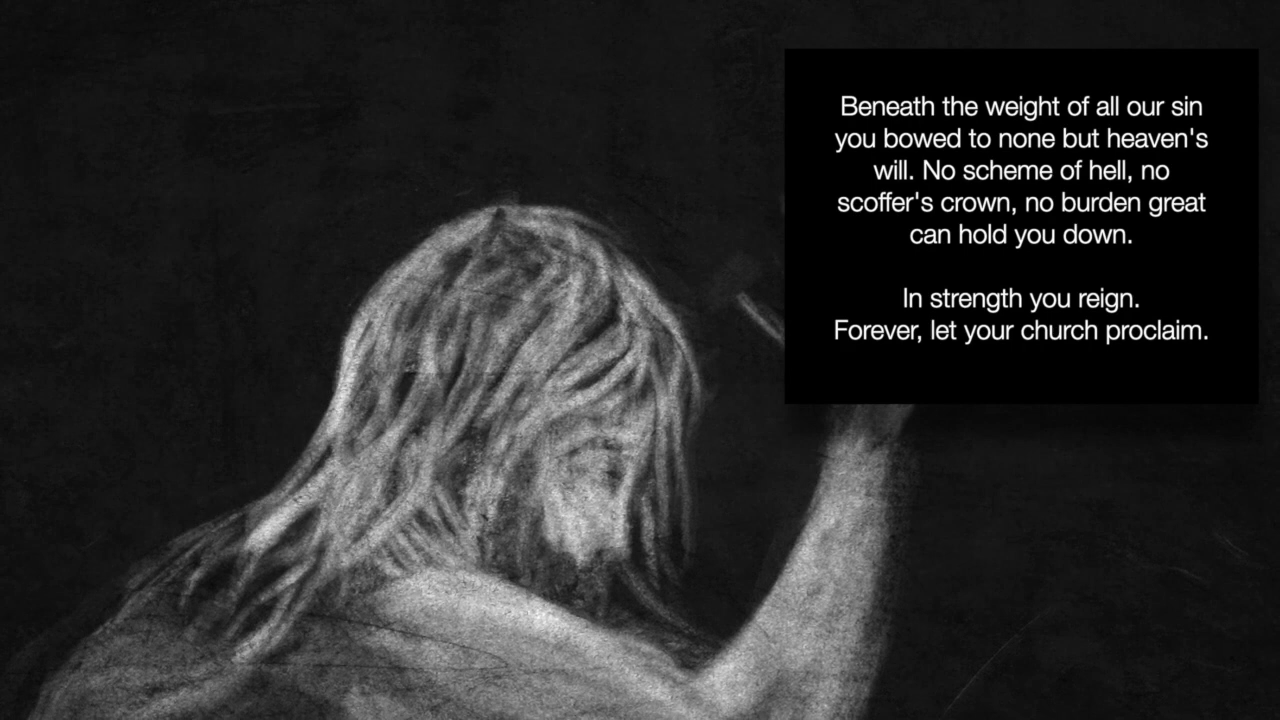 Beneath the weight of all our sin
you bowed to none but heaven's
will. No scheme of hell, no
scoffer's crown, no burden great
can hold you down.
In strength you reign.
Forever, let your church proclaim.